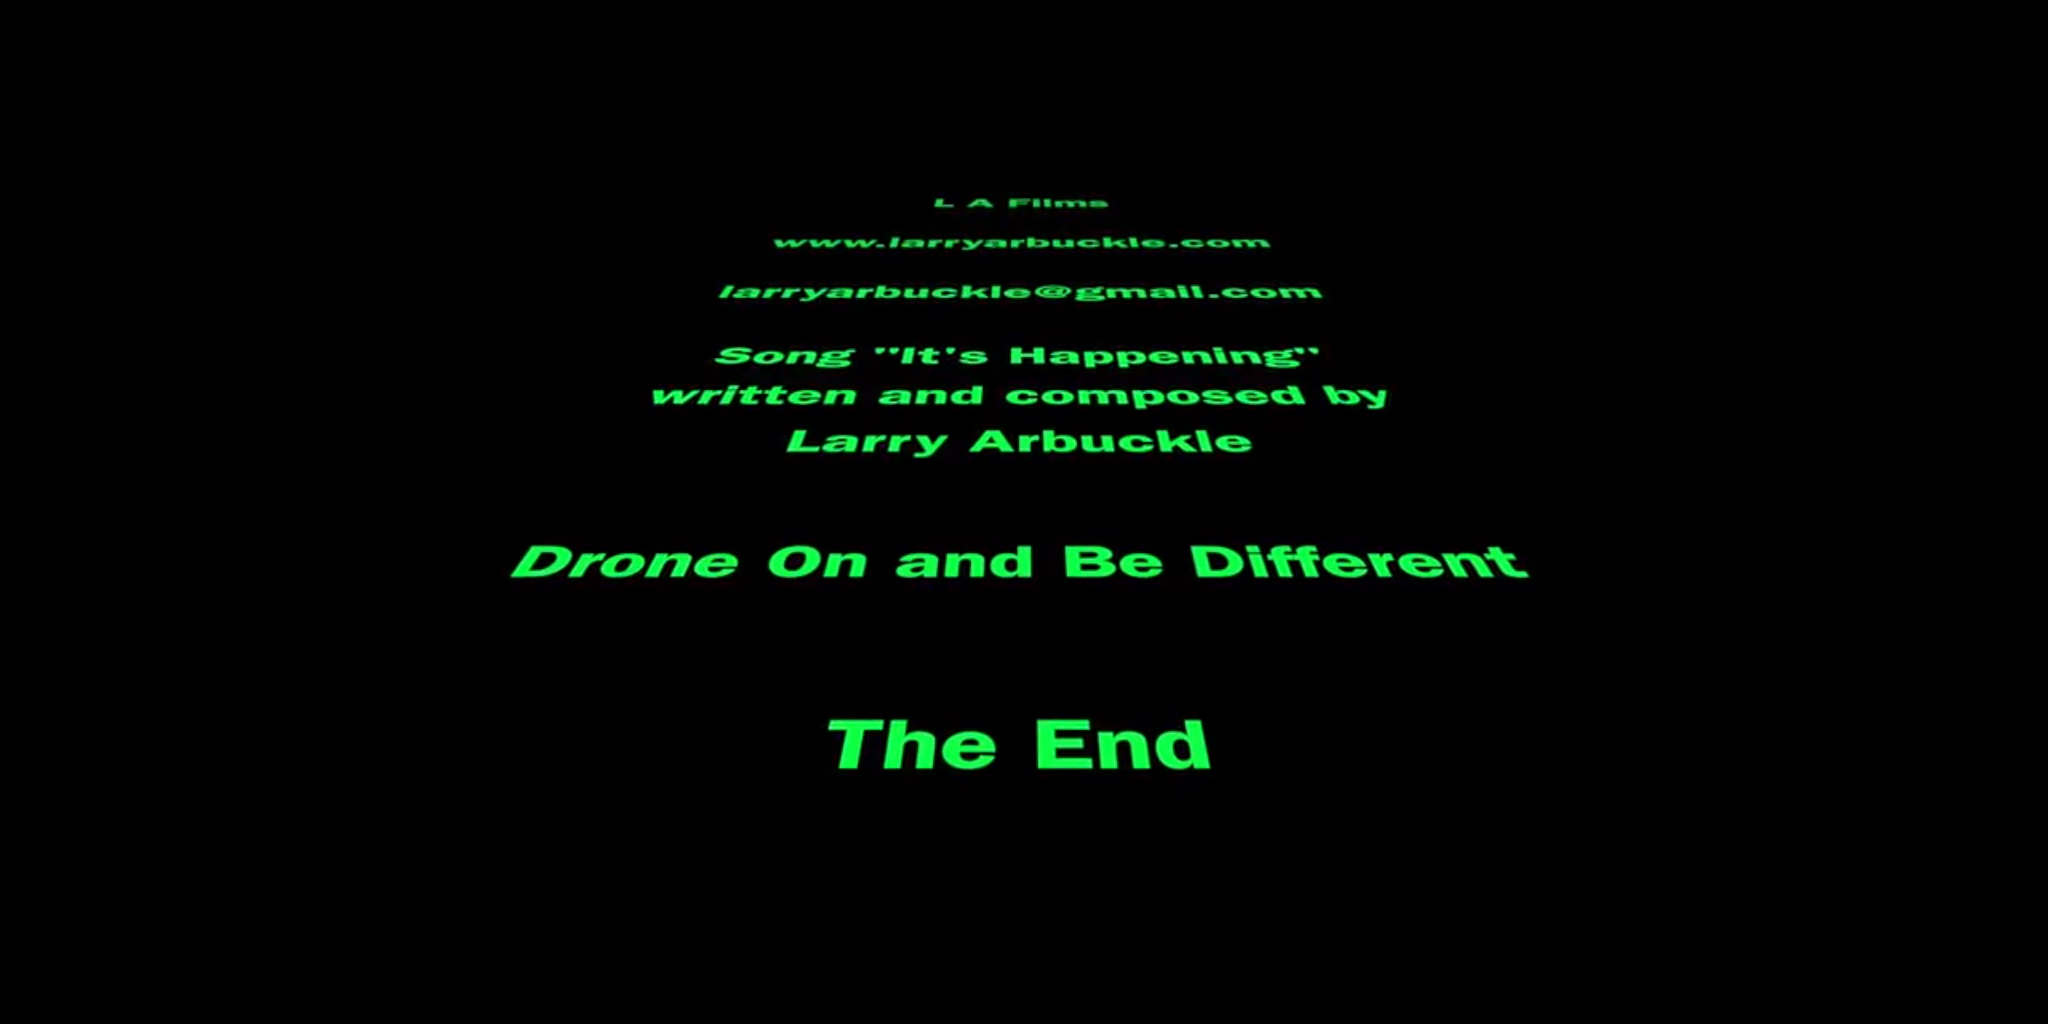 L A Films
www.larryarbuckle.com
larryarbuckle@gmail.com
Song "It's Happening"
written and composed by
Larry Arbuckle
Drone On and Be Different
The End